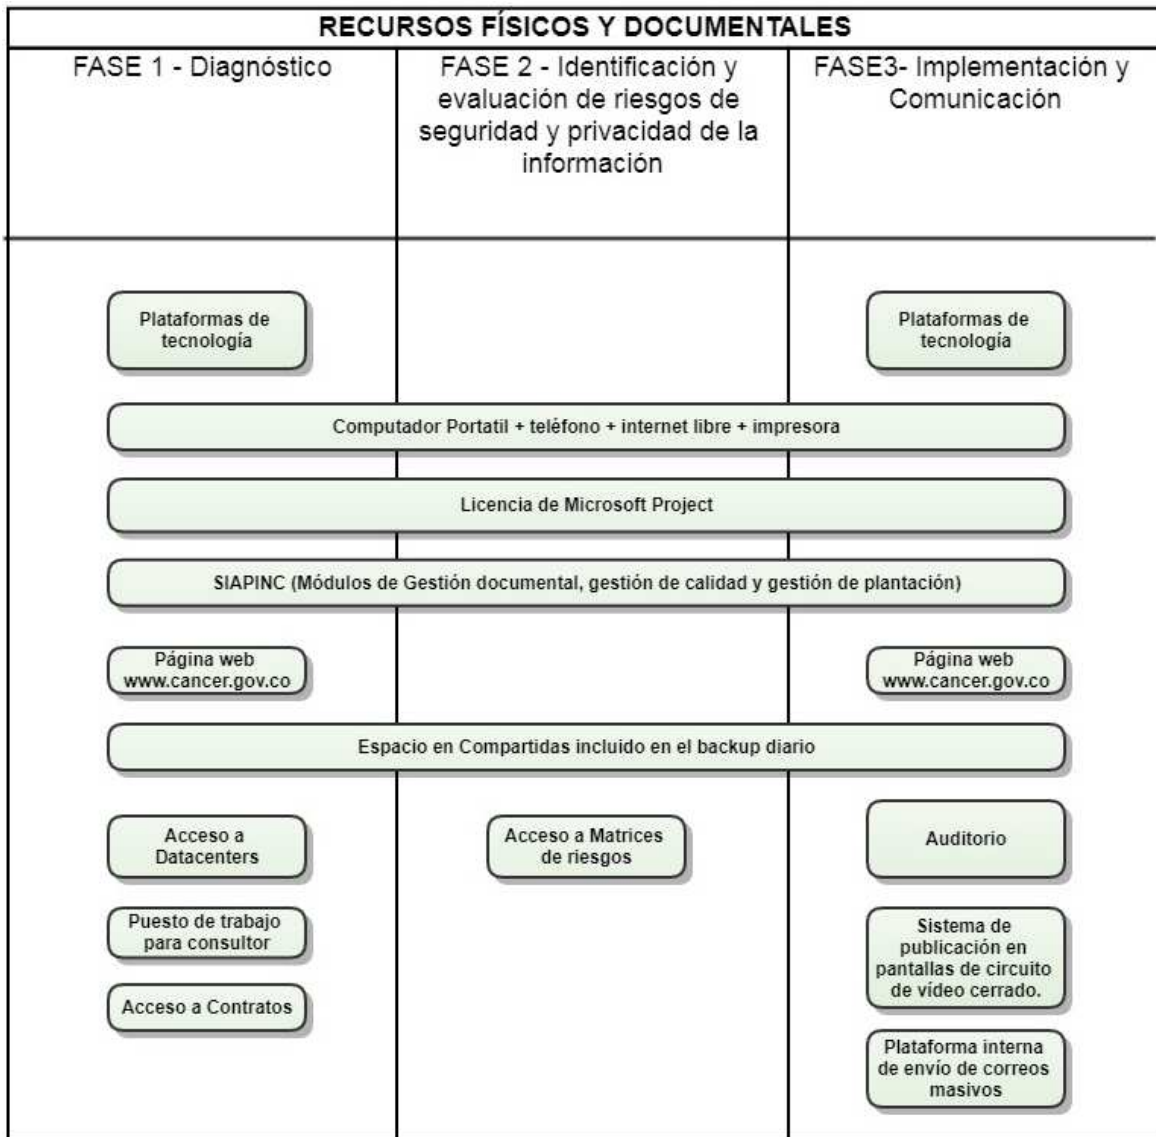 RECURSOS FÍSICOS Y DOCUMENTALES
FASE 1 - Diagnóstico
FASE 2 - Identificación y
evaluación de riesgos de
seguridad y privacidad de la
información
FASE3- Implementación y
Comunicación
Plataformas de
tecnología
Plataformas de
tecnología
Computador Portatil + teléfono + internet libre + impresora
Licencia de Microsoft Project
SIAPINC (Módulos de Gestión documental, gestión de calidad y gestión de plantación)
Página web
www.cancer.gov.co
Página web
www.cancer.gov.co
Espacio en Compartidas incluido en el backup diario
Acceso a
Datacenters
Acceso a Matrices
de riesgos
Auditorio
Puesto de trabajo
para consultor
Sistema de
publicación en
pantallas de circuito
de vídeo cerrado.
Acceso a Contratos
Plataforma interna
de envío de correos
masivos